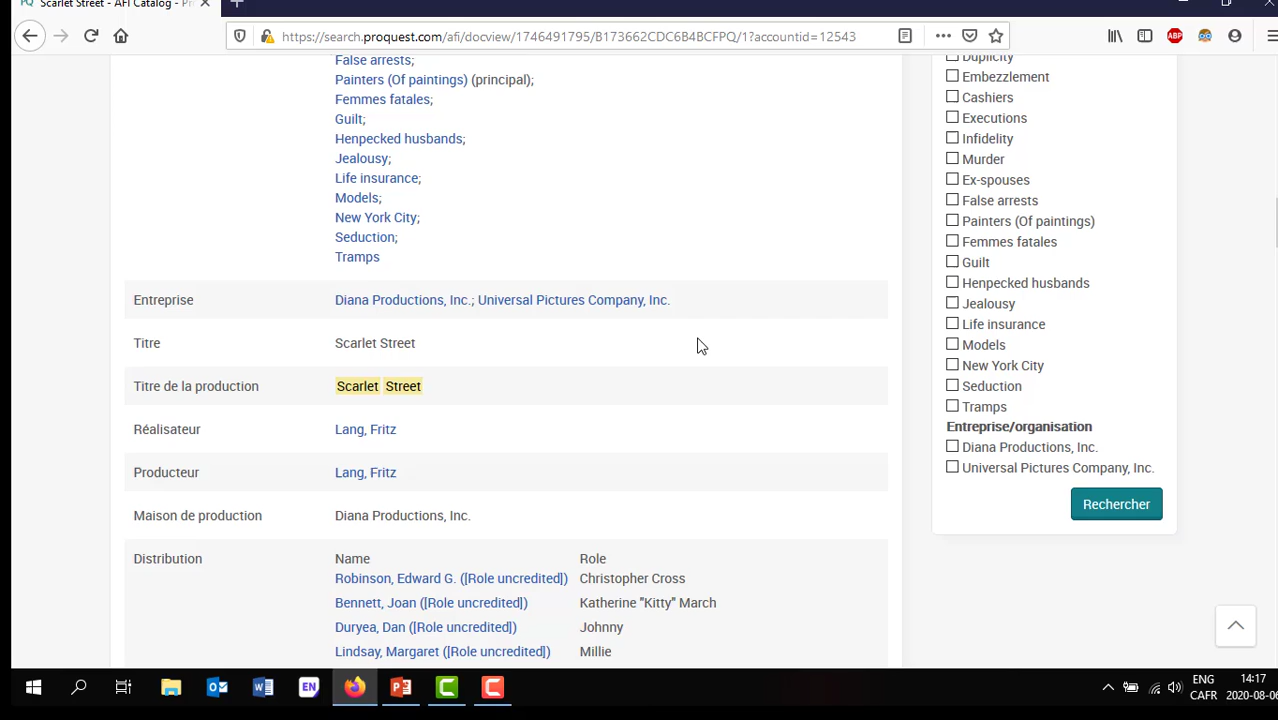 Scarlet Street - AFI Catalog - Pr
https://search.proquest.com/afi/docview/1746491795/B173662CDC6B4BCFPQ/1?accountid=12543
ABP
False arrests;
Painters (Of paintings) (principal);
Femmes fatales;
Guilt;
Henpecked husbands;
Jealousy;
Life insurance;
Models;
New York City;
Seduction;
Tramps
Entreprise Diana Productions, Inc.; Universal Pictures Company, Inc.
Titre Scarlet Street
Titre de la production Scarlet Street
Réalisateur Lang, Fritz
Producteur Lang, Fritz
Maison de production Diana Productions, Inc.
Distribution Name Role
Robinson, Edward G. ([Role uncredited]) Christopher Cross
Bennett, Joan ([Role uncredited]) Katherine "Kitty" March
Duryea, Dan ([Role uncredited]) Johnny
Lindsay, Margaret ([Role uncredited]) Millie
Duplicity
Embezzlement
Cashiers
Executions
Infidelity
Murder
Ex-spouses
False arrests
Painters (Of paintings)
Femmes fatales
Guilt
Henpecked husbands
Jealousy
Life insurance
Models
New York City
Seduction
Tramps
Entreprise/organisation
Diana Productions, Inc.
Universal Pictures Company, Inc.
Rechercher
EN
ENG 14:17
CAFR 2020-08-06